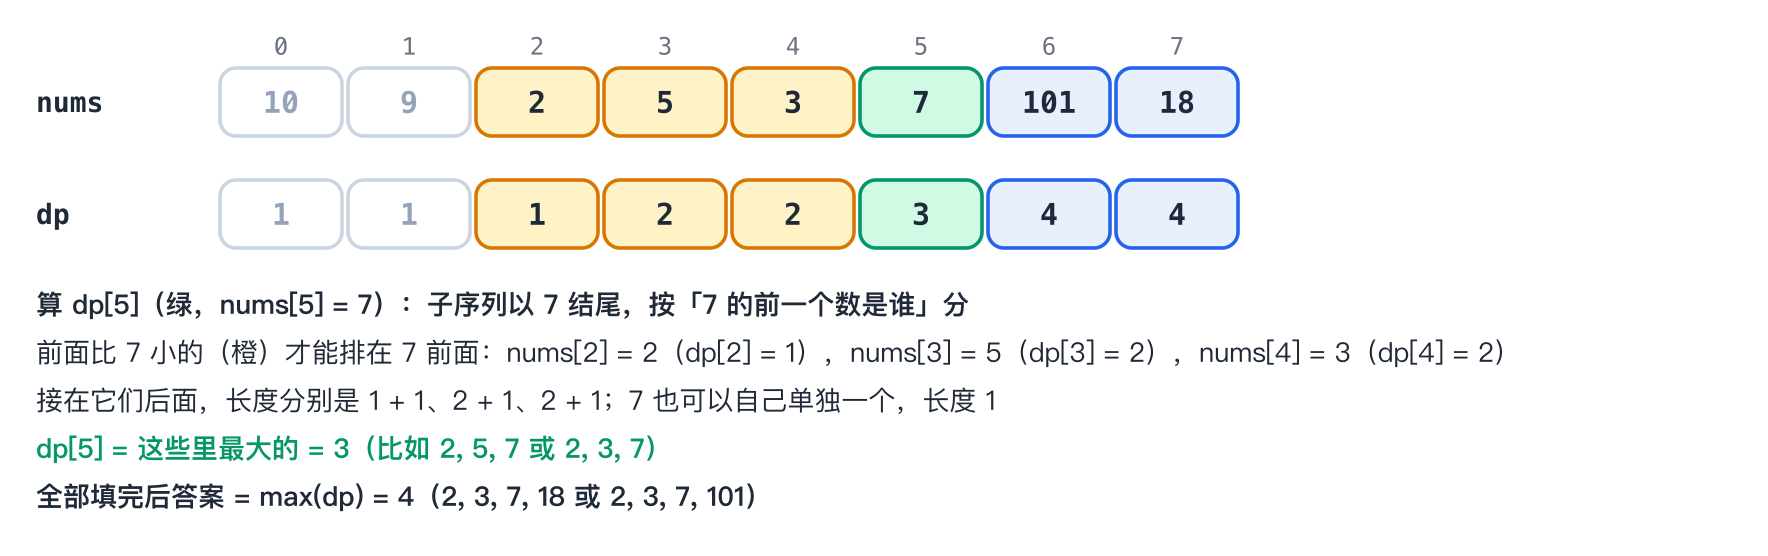 0 1 2 3 4 5 6 7
nums 10 9 2 5 3 7 101 18
dp 1 1 1 2 2 3 4 4
算 dp[5]（绿，nums[5] = 7）：子序列以 7 结尾，按「7 的前一个数是谁」分
前面比 7 小的（橙）才能排在 7 前面：nums[2] = 2（dp[2] = 1），nums[3] = 5（dp[3] = 2），nums[4] = 3（dp[4] = 2）
接在它们后面，长度分别是 1 + 1、2 + 1、2 + 1；7 也可以自己单独一个，长度 1
dp[5] = 这些里最大的 = 3（比如 2, 5, 7 或 2, 3, 7）
全部填完后答案 = max(dp) = 4（2, 3, 7, 18 或 2, 3, 7, 101）